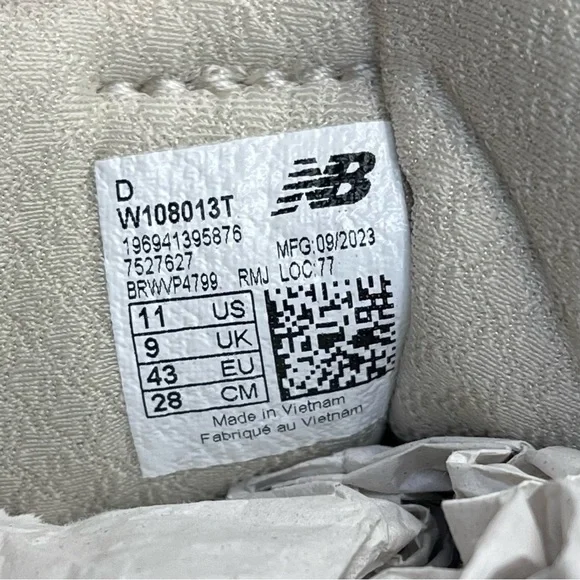 D
NB
W108013T
196941395876
MFG:09/2023
7527627
LOC:77
BRWVP4799 RMJ
11 US
9 UK
43 EU
28 CM
Made in Vietnam
Fabriqué au Vietnam